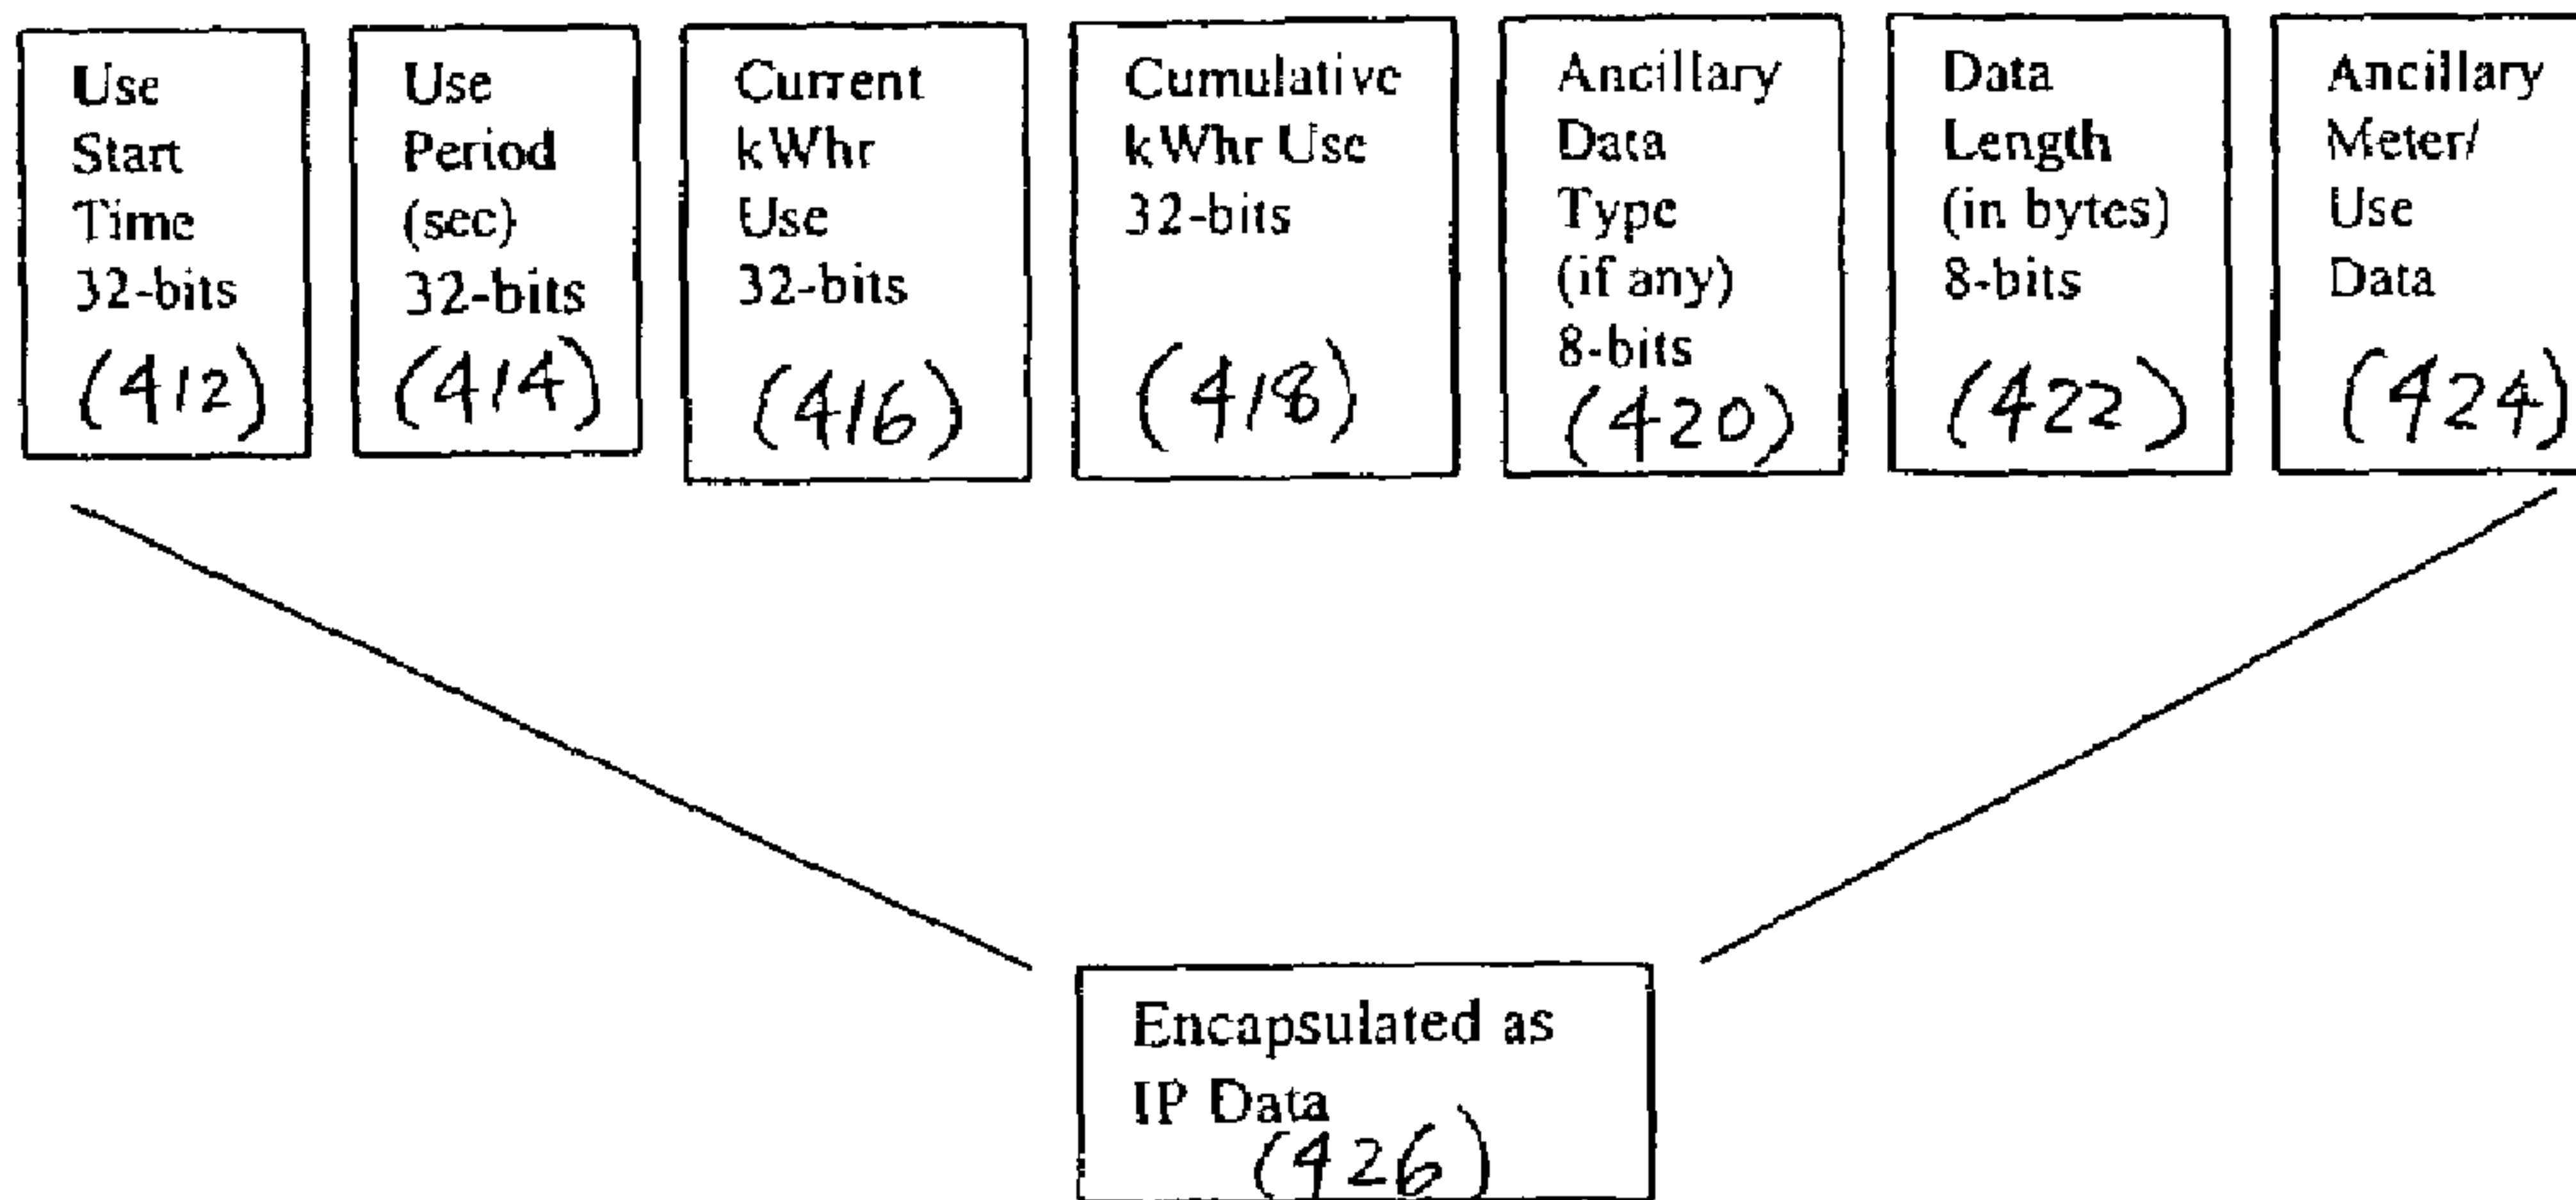 Use
Start
Time
32-bits
(412)
Use
Period
(sec)
32-bits
(414)
Current
kWhr
Use
32-bits
(416)
Cumulative
kWhr Use
32-bits
(418)
Ancillary
Data
Type
(if any)
8-bits
(420)
Data
Length
(in bytes)
8-bits
(422)
Ancillary
Meter/
Use
Data
(424)
Encapsulated as
IP Data
(426)